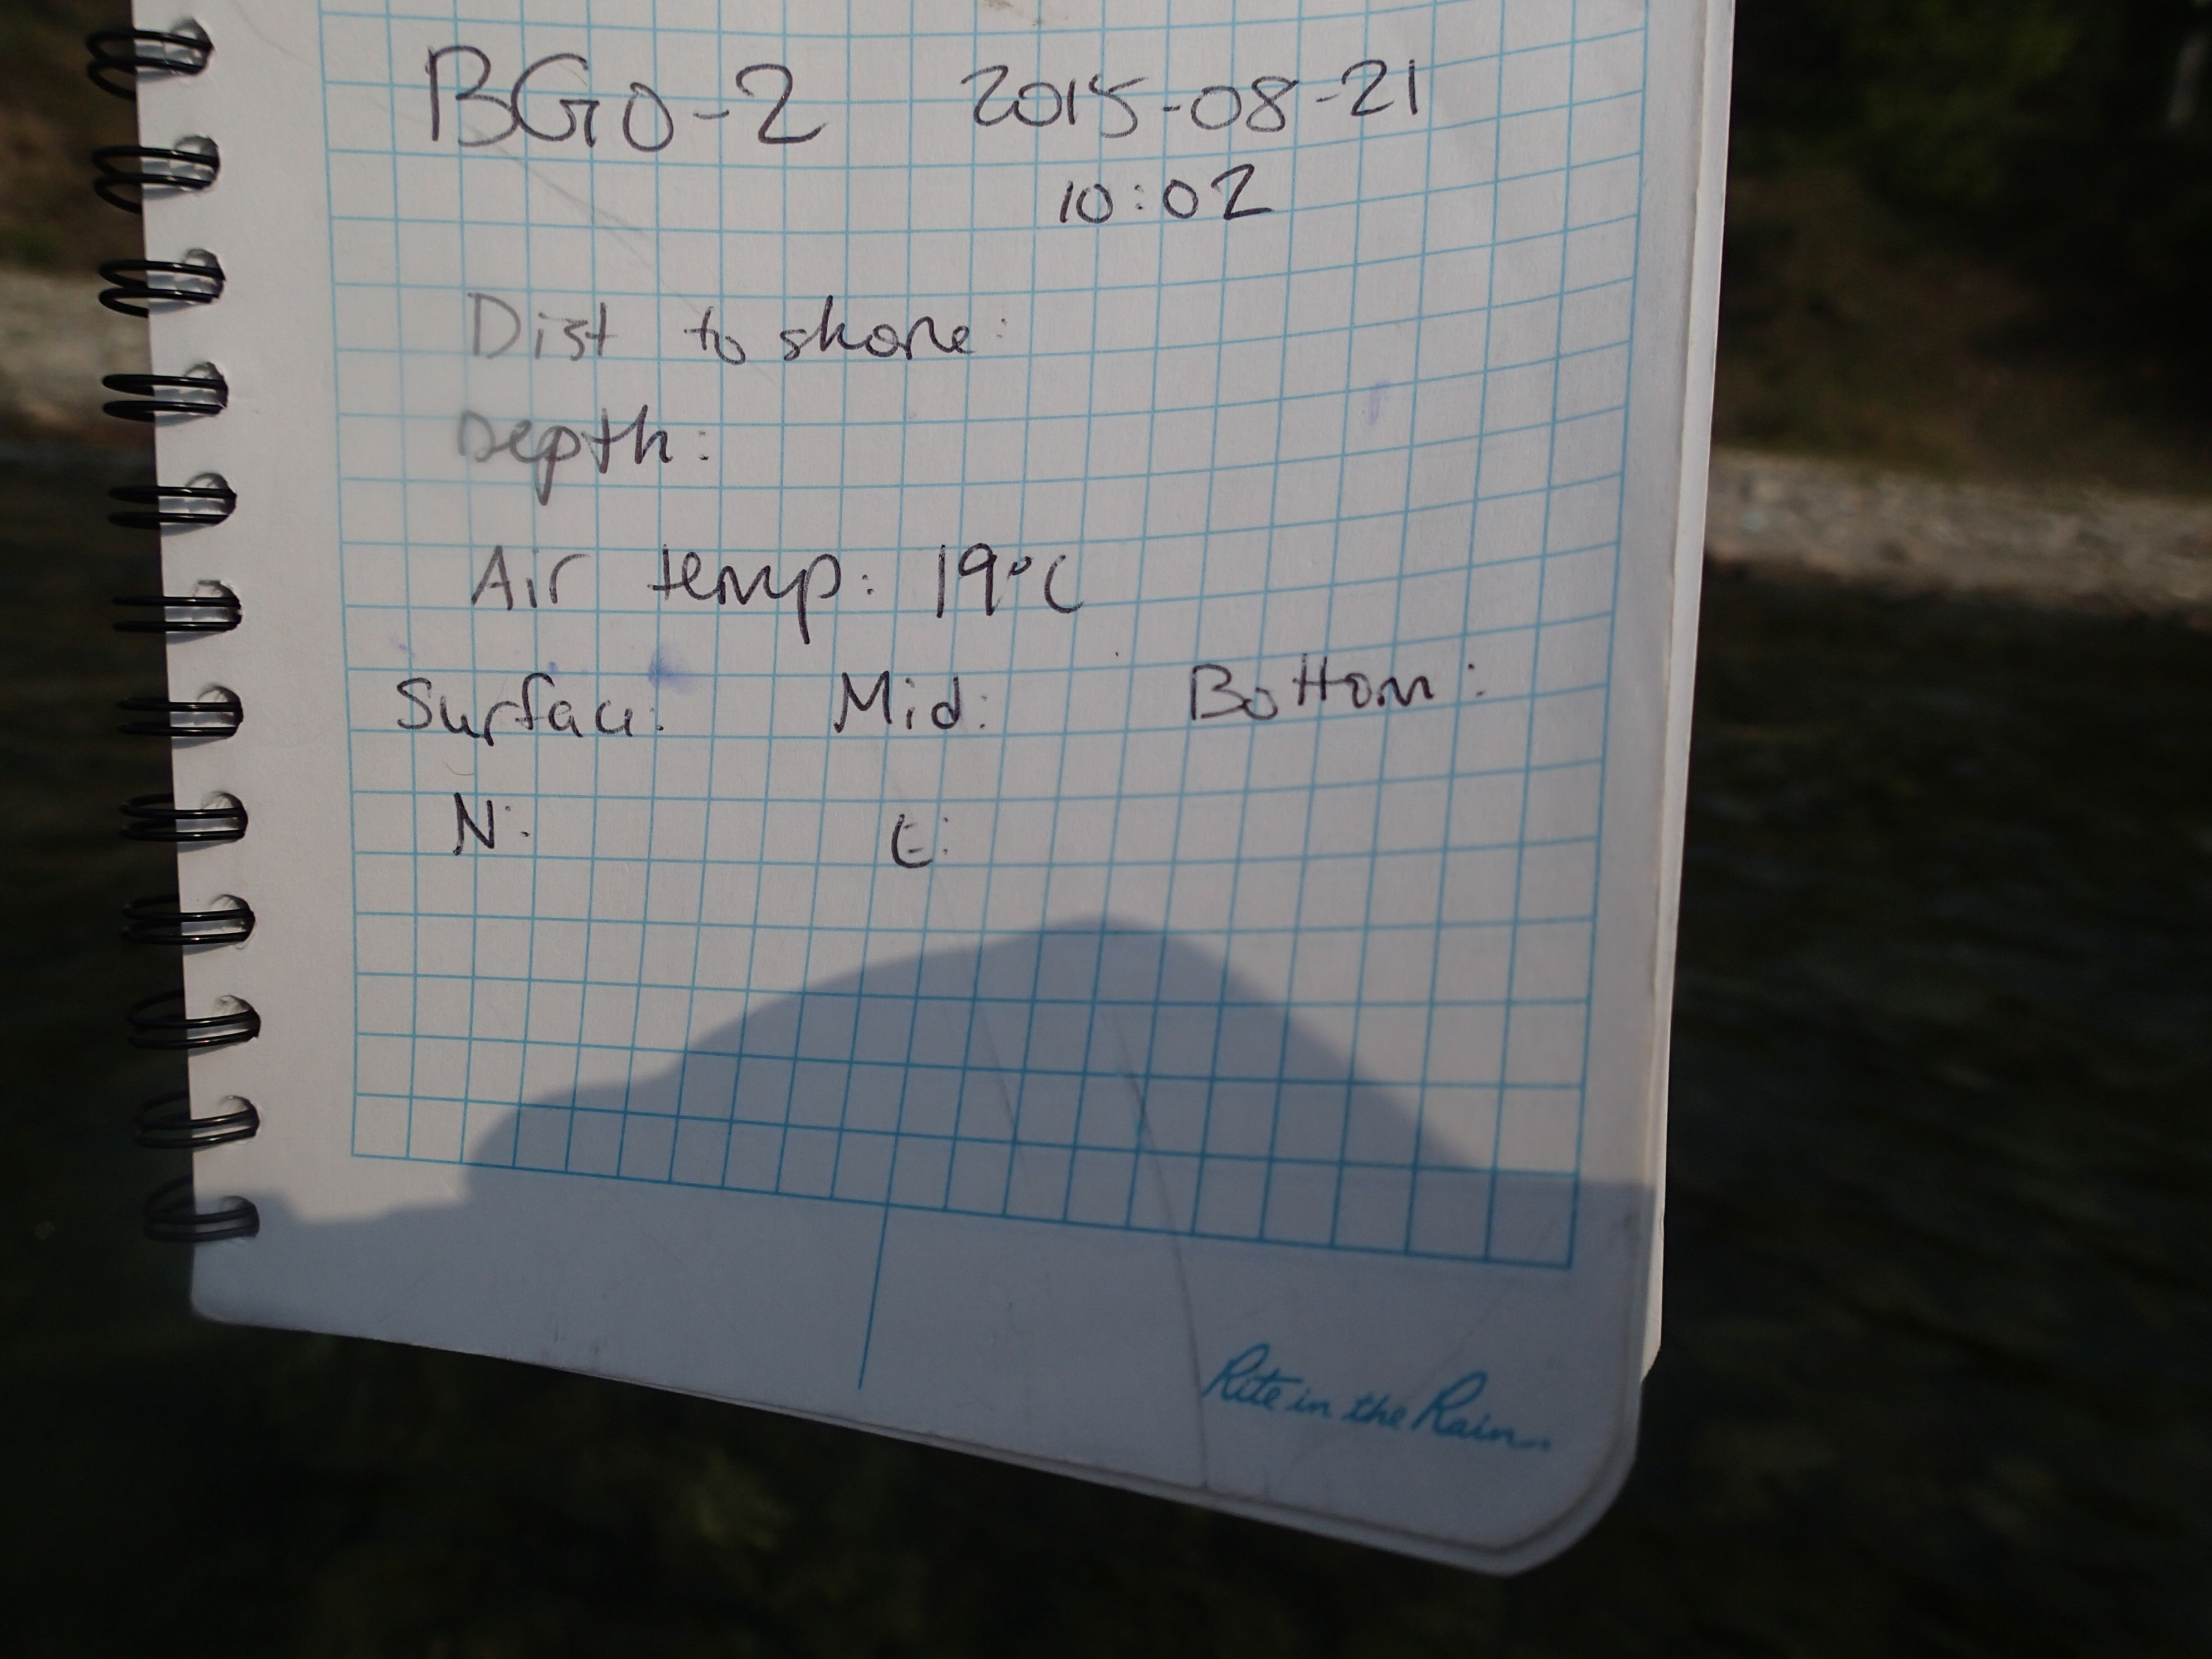 BGO-2 2015-08-21
10:02
Dist to shore:
Depth:
Air temp: 19°C
Surface: Mid: Bottom:
N: E:
Rite in the Rain.